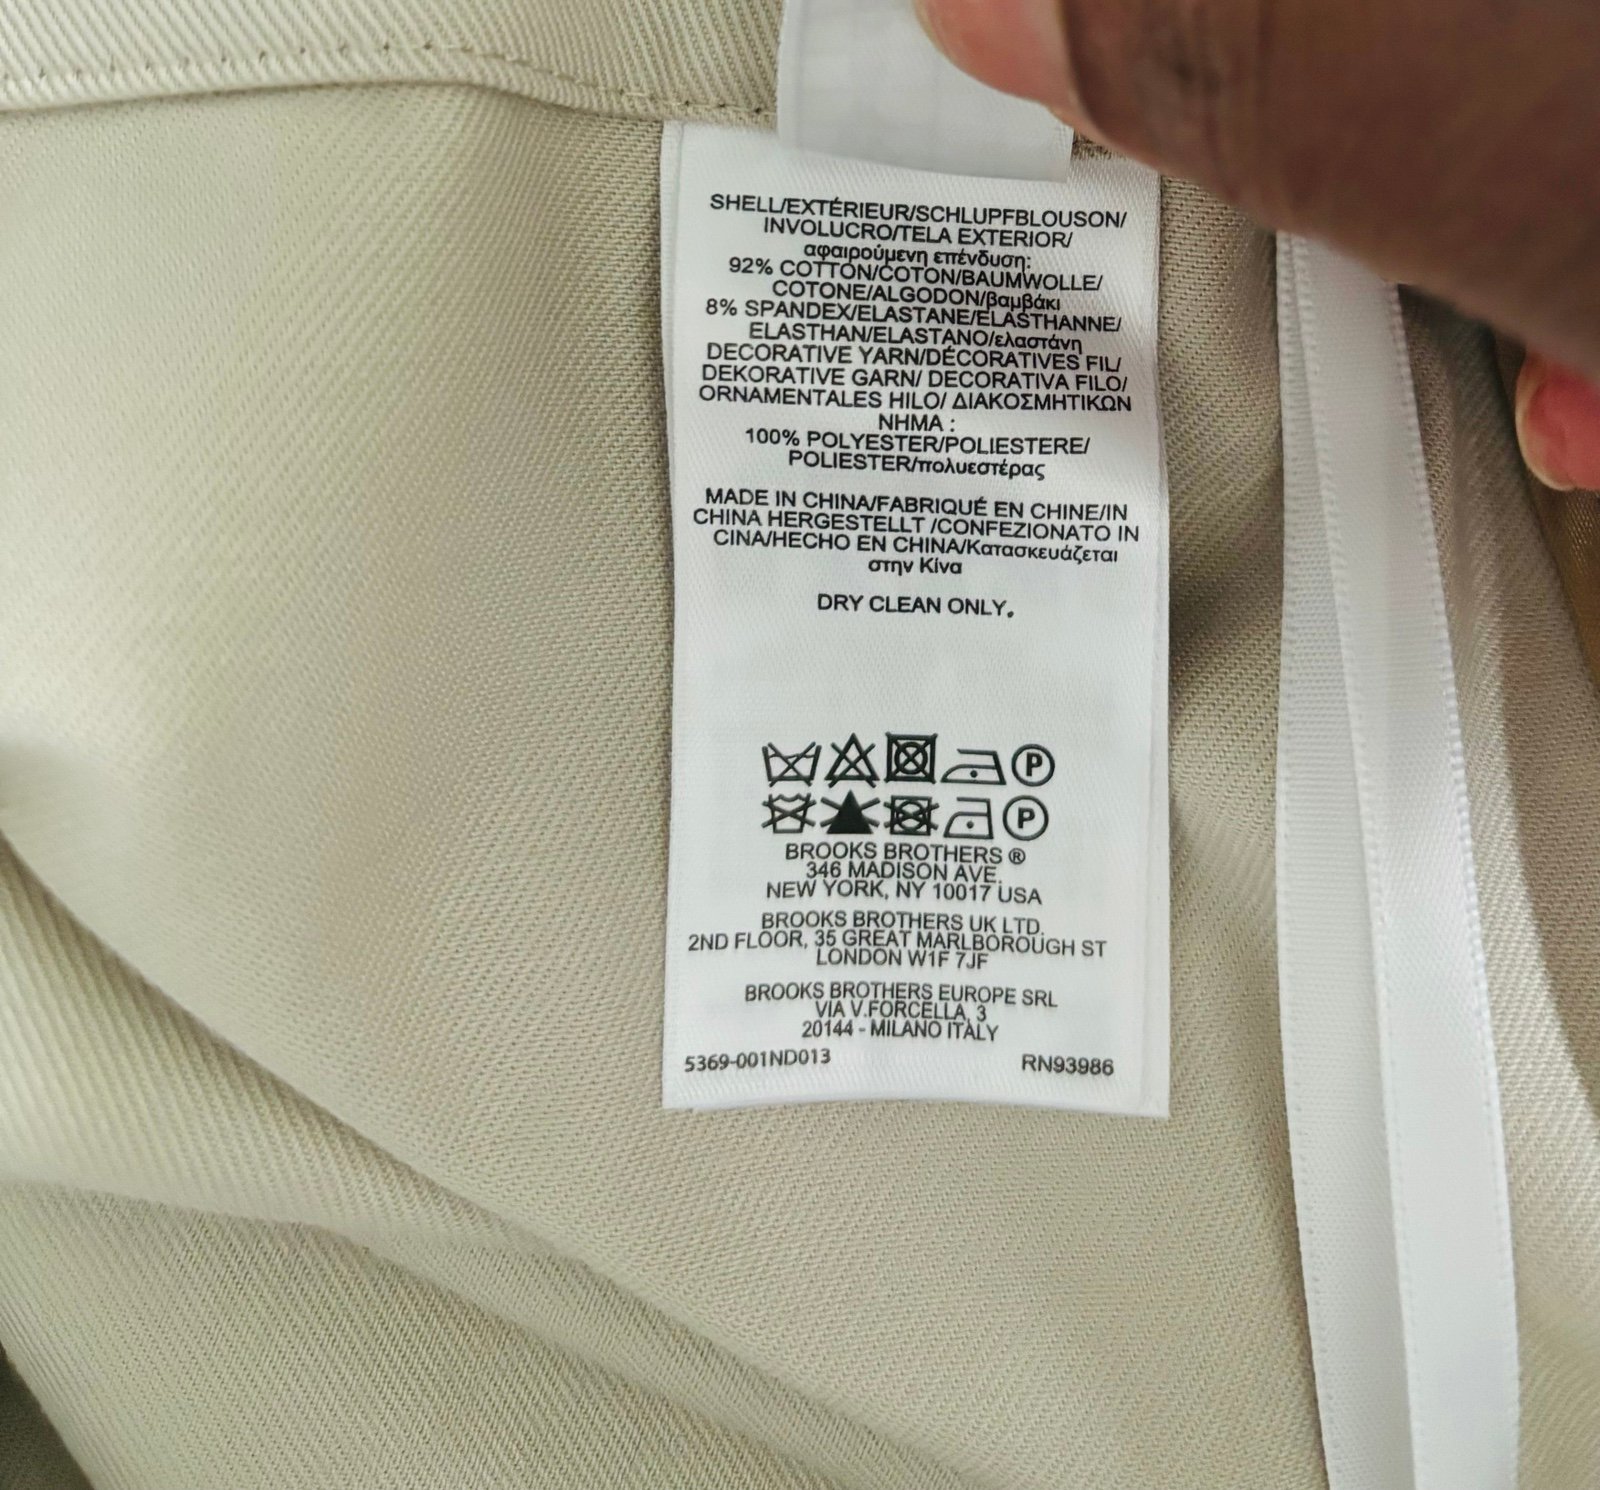 SHELL/EXTÉRIEUR/SCHLUPFBLOUSON/
INVOLUCRO/TELA EXTERIOR/
αφαιρούμενη επένδυση:
92% COTTON/COTON/BAUMWOLLE/
COTONE/ALGODON/βαμβάκι
8% SPANDEX/ELASTANE/ELASTHANNE/
ELASTHAN/ELASTANO/ελαστάνη
DECORATIVE YARN/DÉCORATIVES FIL/
DEKORATIVE GARN/ DECORATIVA FILO/
ORNAMENTALES HILO/ ΔΙΑΚΟΣΜΗΤΙΚΩΝ
ΝΗΜΑ :
100% POLYESTER/POLIESTERE/
POLIESTER/πολυεστέρας
MADE IN CHINA/FABRIQUÉ EN CHINE/IN
CHINA HERGESTELLT /CONFEZIONATO IN
CINA/HECHO EN CHINA/Κατασκευάζεται
στην Κίνα
DRY CLEAN ONLY.
P
P
BROOKS BROTHERS ®
346 MADISON AVE.
NEW YORK, NY 10017 USA
BROOKS BROTHERS UK LTD.
2ND FLOOR, 35 GREAT MARLBOROUGH ST
LONDON W1F 7JF
BROOKS BROTHERS EUROPE SRL
VIA V.FORCELLA, 3
20144 - MILANO ITALY
5369-001ND013 RN93986